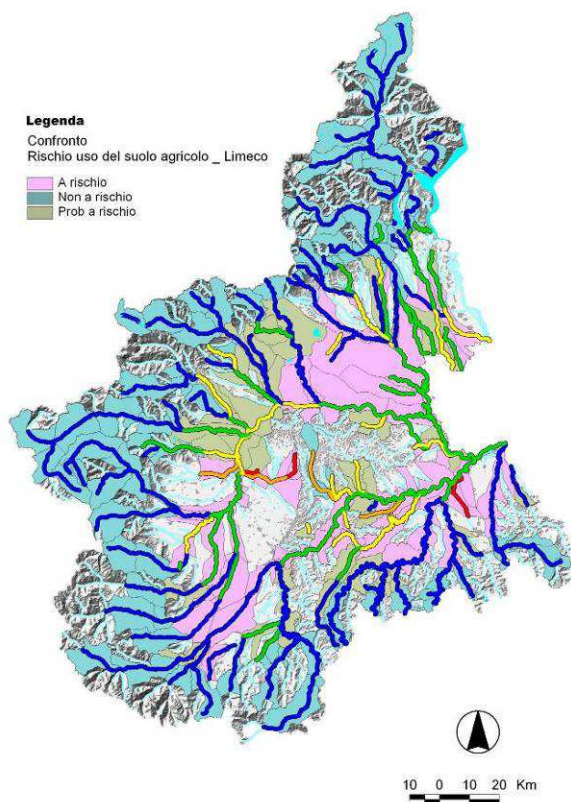 Legenda
Confronto
Rischio uso del suolo agricolo _ Limeco
A rischio
Non a rischio
Prob a rischio
10 0 10 20 Km